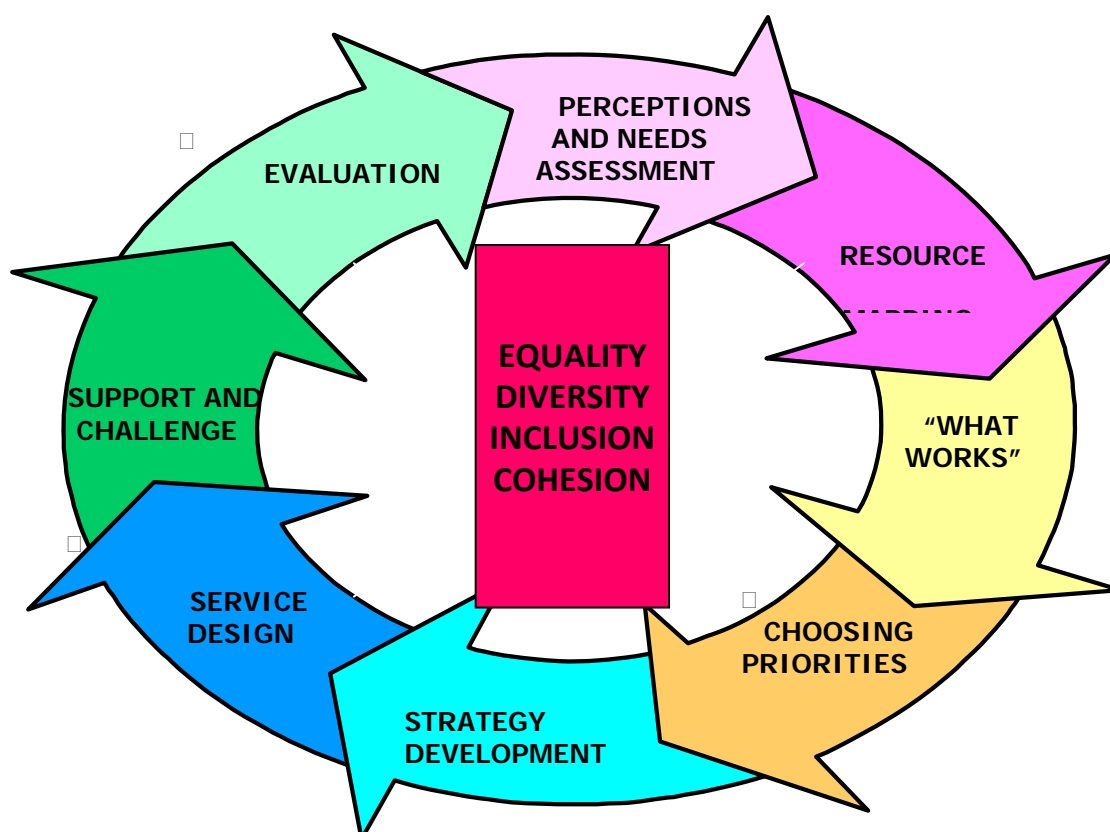 PERCEPTIONS
AND NEEDS
ASSESSMENT
RESOURCE
“WHAT
WORKS”
CHOOSING
PRIORITIES
STRATEGY
DEVELOPMENT
SERVICE
DESIGN
SUPPORT AND
CHALLENGE
EVALUATION
EQUALITY
DIVERSITY
INCLUSION
COHESION